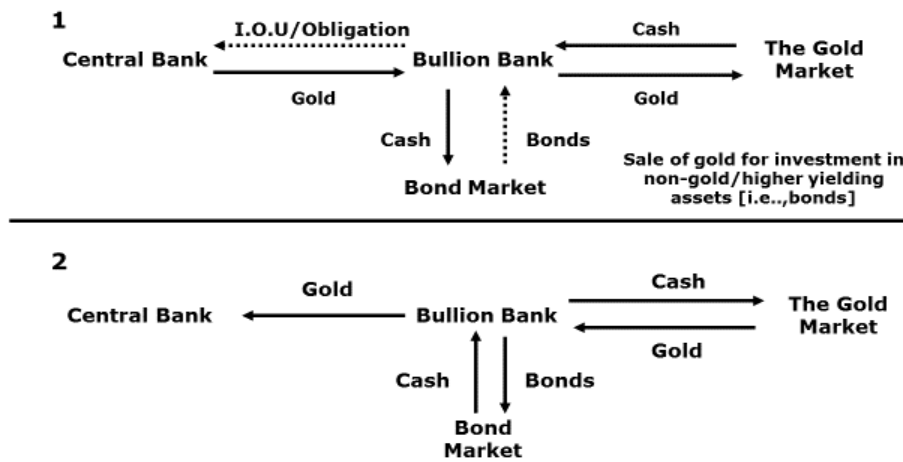 1
I.O.U/Obligation
Cash
Central Bank
Bullion Bank
The Gold
Market
Gold
Gold
Cash
Bonds
Bond Market
Sale of gold for investment in
non-gold/higher yielding
assets [i.e..,bonds]
2
Gold
Cash
Central Bank
Bullion Bank
The Gold
Market
Gold
Cash
Bonds
Bond
Market